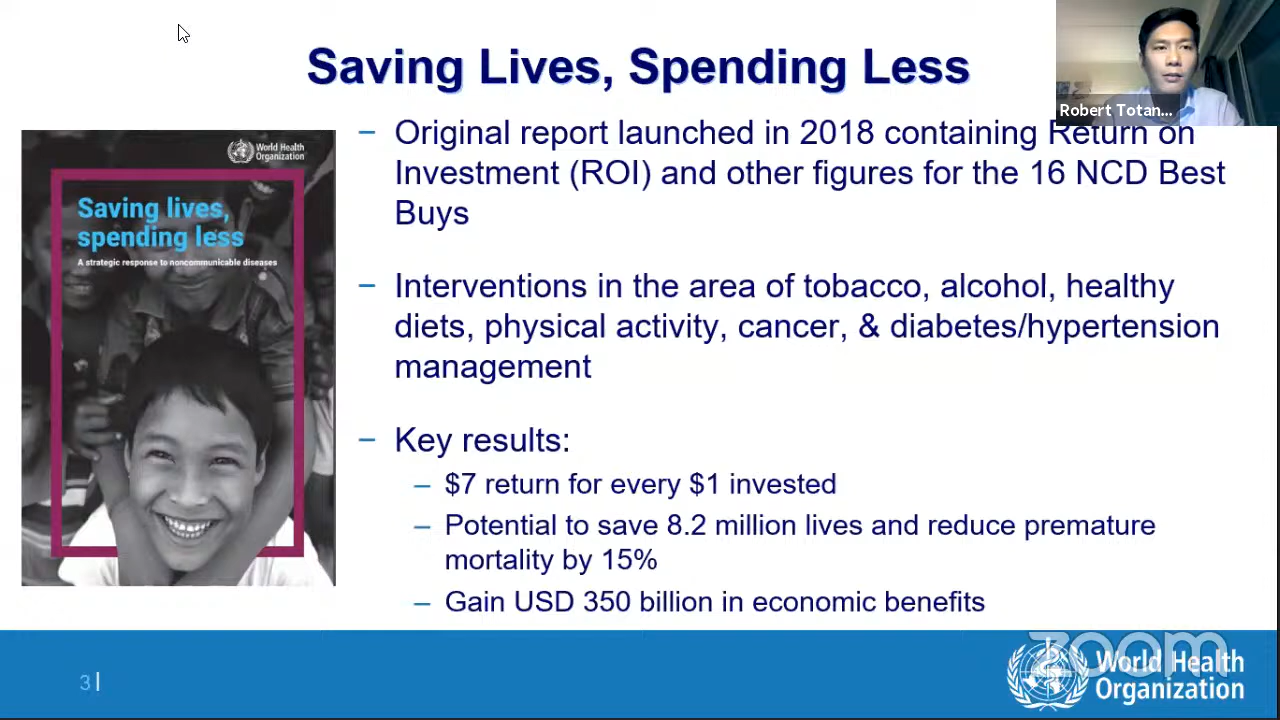 Saving Lives, Spending Less
Robert Totan...
World Health
Organization
Saving lives,
spending less
A strategic response to noncommunicable diseases
– Original report launched in 2018 containing Return on
Investment (ROI) and other figures for the 16 NCD Best
Buys
– Interventions in the area of tobacco, alcohol, healthy
diets, physical activity, cancer, & diabetes/hypertension
management
– Key results:
– $7 return for every $1 invested
– Potential to save 8.2 million lives and reduce premature
mortality by 15%
– Gain USD 350 billion in economic benefits
3|
zoom
World Health
Organization